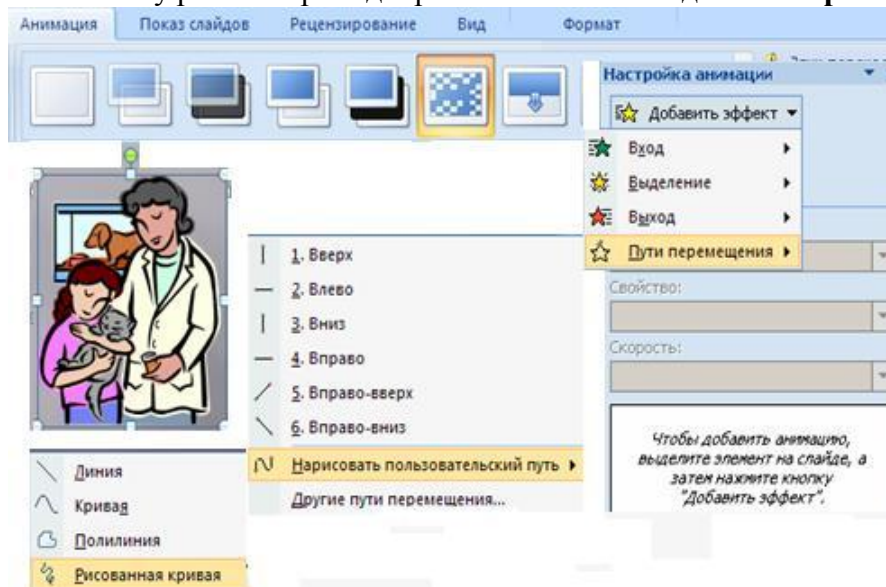 Анимация Показ слайдов Рецензирование Вид Формат
Настройка анимации
Добавить эффект
Вход
Выделение
Выход
Пути перемещения
Свойство:
Скорость:
1. Вверх
2. Влево
3. Вниз
4. Вправо
5. Вправо-вверх
6. Вправо-вниз
Нарисовать пользовательский путь
Другие пути перемещения...
Линия
Кривая
Полилиния
Рисованная кривая
Чтобы добавить анимацию,
выделите элемент на слайде, а
затем нажмите кнопку
"Добавить эффект".